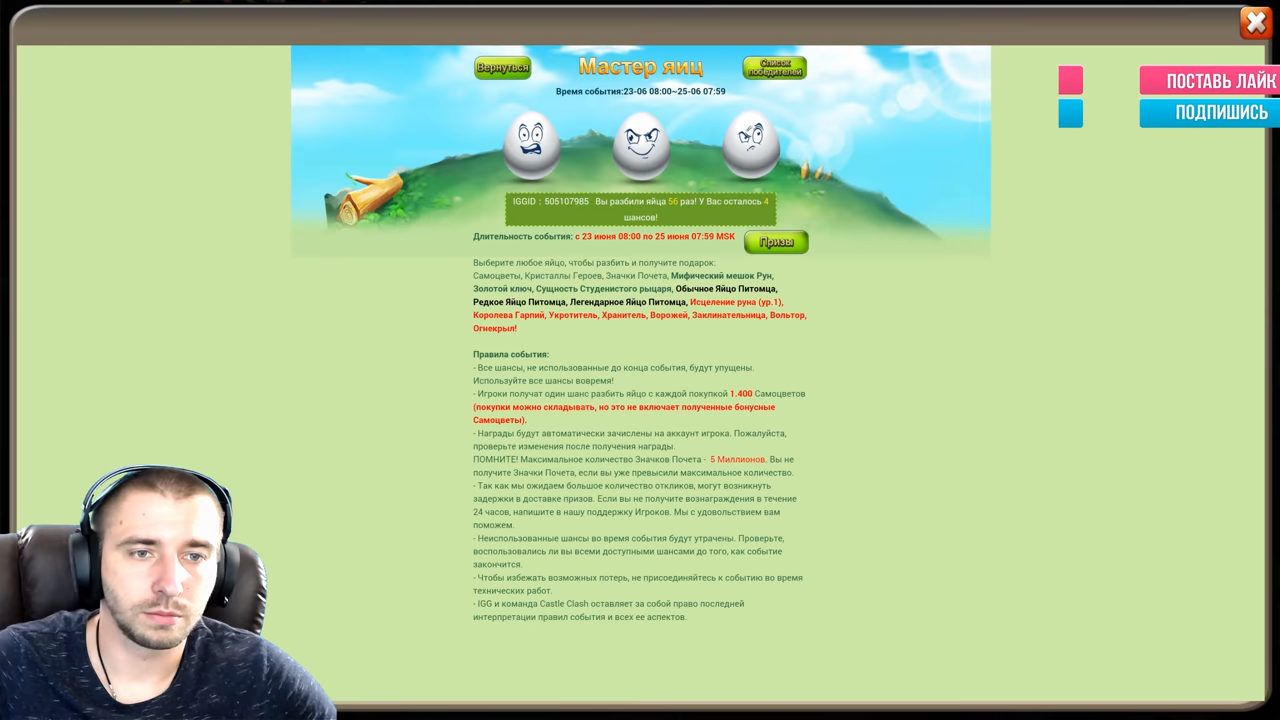 Вернуться
Мастер яиц
Список
победителей
Время события:23-06 08:00~25-06 07:59
ПОСТАВЬ ЛАЙК
ПОДПИШИСЬ
IGGID : 505107985 Вы разбили яйца 56 раз! У Вас осталось 4
шансов!
Длительность события: с 23 июня 08:00 по 25 июня 07:59 MSK
Призы
Выберите любое яйцо, чтобы разбить и получите подарок:
Самоцветы, Кристаллы Героев, Значки Почета, Мифический мешок Рун,
Золотой ключ, Сущность Студенистого рыцаря, Обычное Яйцо Питомца,
Редкое Яйцо Питомца, Легендарное Яйцо Питомца, Исцеление руна (ур.1),
Королева Гарпий, Укротитель, Хранитель, Ворожей, Заклинательница, Вольтор,
Огнекрыл!
Правила события:
- Все шансы, не использованные до конца события, будут упущены.
Используйте все шансы вовремя!
- Игроки получат один шанс разбить яйцо с каждой покупкой 1.400 Самоцветов
(покупки можно складывать, но это не включает полученные бонусные
Самоцветы).
- Награды будут автоматически зачислены на аккаунт игрока. Пожалуйста,
проверьте изменения после получения награды.
ПОМНИТЕ! Максимальное количество Значков Почета - 5 Миллионов. Вы не
получите Значки Почета, если вы уже превысили максимальное количество.
- Так как мы ожидаем большое количество откликов, могут возникнуть
задержки в доставке призов. Если вы не получите вознаграждения в течение
24 часов, напишите в нашу поддержку Игроков. Мы с удовольствием вам
поможем.
- Неиспользованные шансы во время события будут утрачены. Проверьте,
воспользовались ли вы всеми доступными шансами до того, как событие
закончится.
- Чтобы избежать возможных потерь, не присоединяйтесь к событию во время
технических работ.
- IGG и команда Castle Clash оставляет за собой право последней
интерпретации правил события и всех ее аспектов.